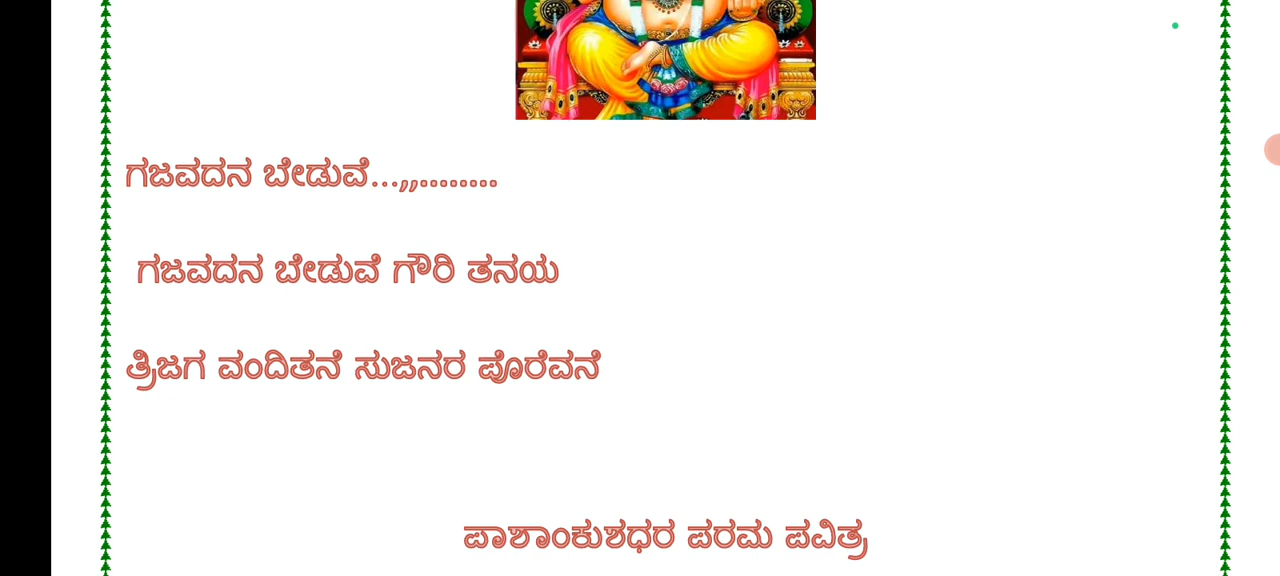 ಗಜವದನ ಬೇಡುವೆ...,,........
ಗಜವದನ ಬೇಡುವೆ ಗೌರಿ ತನಯ
ತ್ರಿಜಗ ವಂದಿತನೆ ಸುಜನರ ಪೊರೆವನೆ
ಪಾಶಾಂಕುಶಧರ ಪರಮ ಪವಿತ್ರ